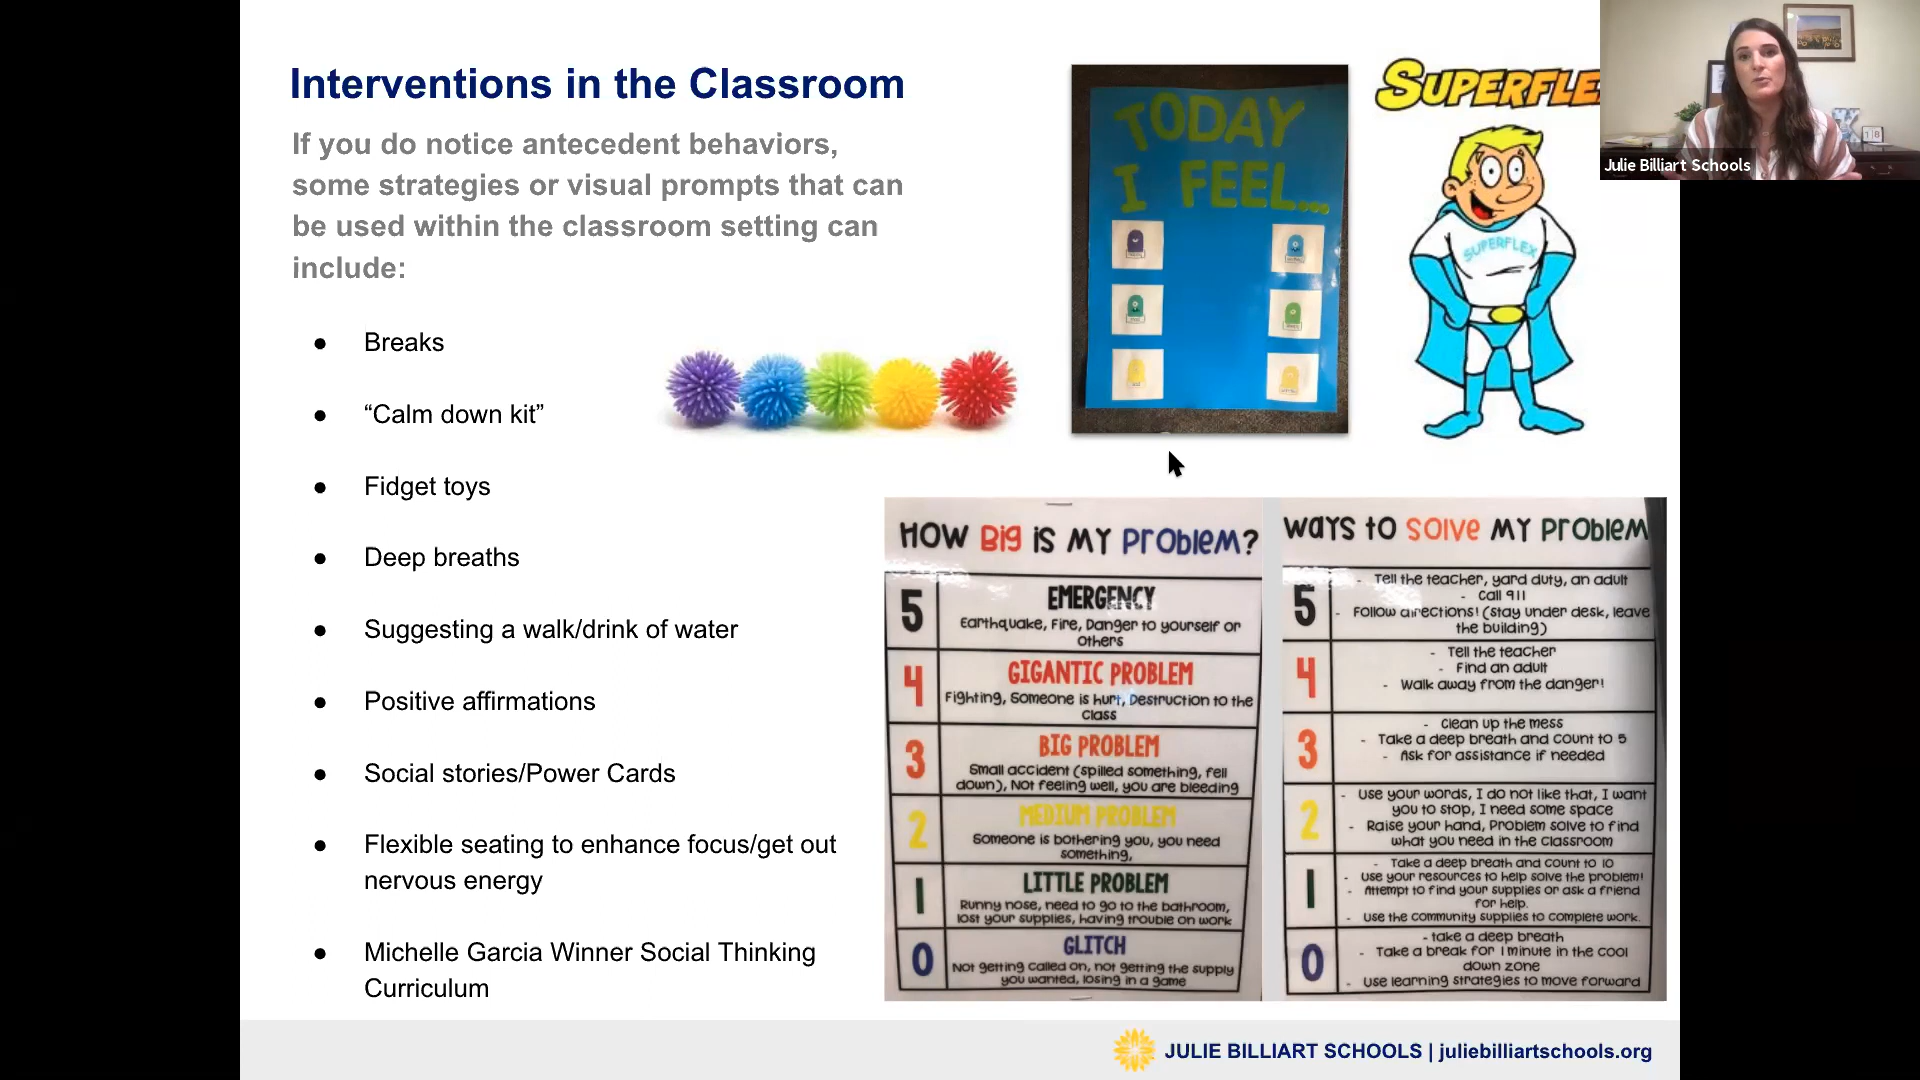 Interventions in the Classroom
If you do notice antecedent behaviors,
some strategies or visual prompts that can
be used within the classroom setting can
include:
● Breaks
● “Calm down kit”
● Fidget toys
● Deep breaths
● Suggesting a walk/drink of water
● Positive affirmations
● Social stories/Power Cards
● Flexible seating to enhance focus/get out
nervous energy
● Michelle Garcia Winner Social Thinking
Curriculum
TODAY
I FEEL...
SUPERFLE
SUPERFLEX
Julie Billiart Schools
18
HOW Big is MY Problem?
5 EMERGENCY
Earthquake, Fire, Danger to yourself or
others
4 GIGANTIC PROBLEM
Fighting, Someone is hurt, Destruction to the
class
3 BIG PROBLEM
Small accident (spilled something, fell
down), Not feeling well, you are bleeding
2 MEDIUM PROBLEM
Someone is bothering you, you need
something,
1 LITTLE PROBLEM
Runny nose, need to go to the bathroom,
lost your supplies, having trouble on work
0 GLITCH
Not getting called on, not getting the supply
you wanted, losing in a game
Ways to Solve MY Problem
5 - Tell the teacher, yard duty, an adult
- Call 911
- Follow directions! (stay under desk, leave
the building)
4 - Tell the teacher
- Find an adult
- Walk away from the danger!
3 - Clean up the mess
- Take a deep breath and count to 5
- Ask for assistance if needed
2 - Use your words, I do not like that, I want
you to stop, I need some space
- Raise your hand, Problem solve to find
what you need in the classroom
1 - Take a deep breath and count to 10
- Use your resources to help solve the problem!
- Attempt to find your supplies or ask a friend
for help.
- Use the community supplies to complete work.
0 - take a deep breath
- Take a break for 1 minute in the cool
down zone
- Use learning strategies to move forward
JULIE BILLIART SCHOOLS | juliebilliartschools.org